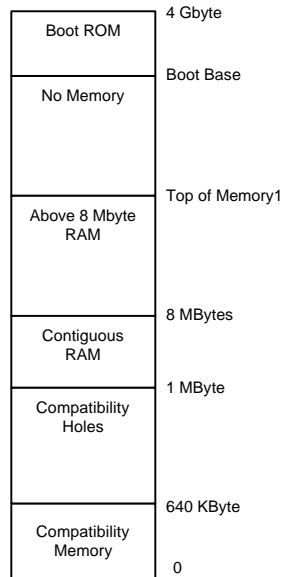 4 Gbyte
Boot ROM
Boot Base
No Memory
Top of Memory1
Above 8 Mbyte
RAM
8 MBytes
Contiguous
RAM
1 MByte
Compatibility
Holes
640 KByte
Compatibility
Memory
0